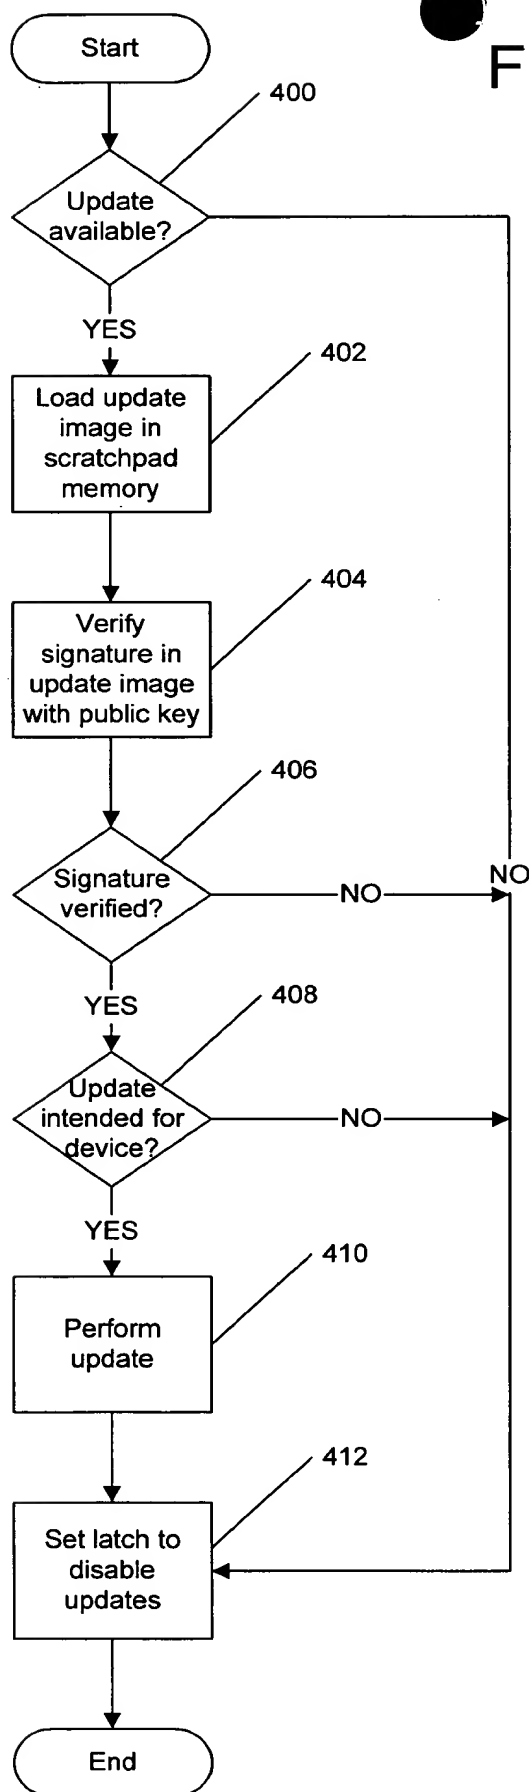 Start
F
400
Update
available?
YES
402
Load update
image in
scratchpad
memory
404
Verify
signature in
update image
with public key
406
NO
Signature
verified?
NO
YES
408
Update
intended for
device?
NO
YES
410
Perform
update
412
Set latch to
disable
updates
End